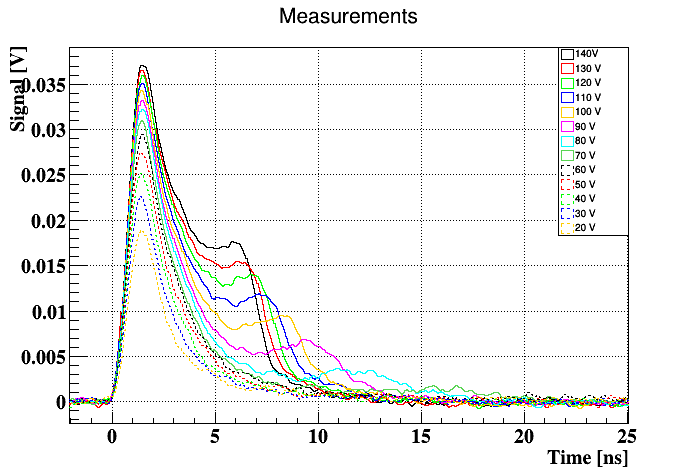 Measurements
Signal [V]
0.035
0.03
0.025
0.02
0.015
0.01
0.005
0
140V
130 V
120 V
110 V
100 V
90 V
80 V
70 V
60 V
50 V
40 V
30 V
20 V
0 5 10 15 20 25
Time [ns]